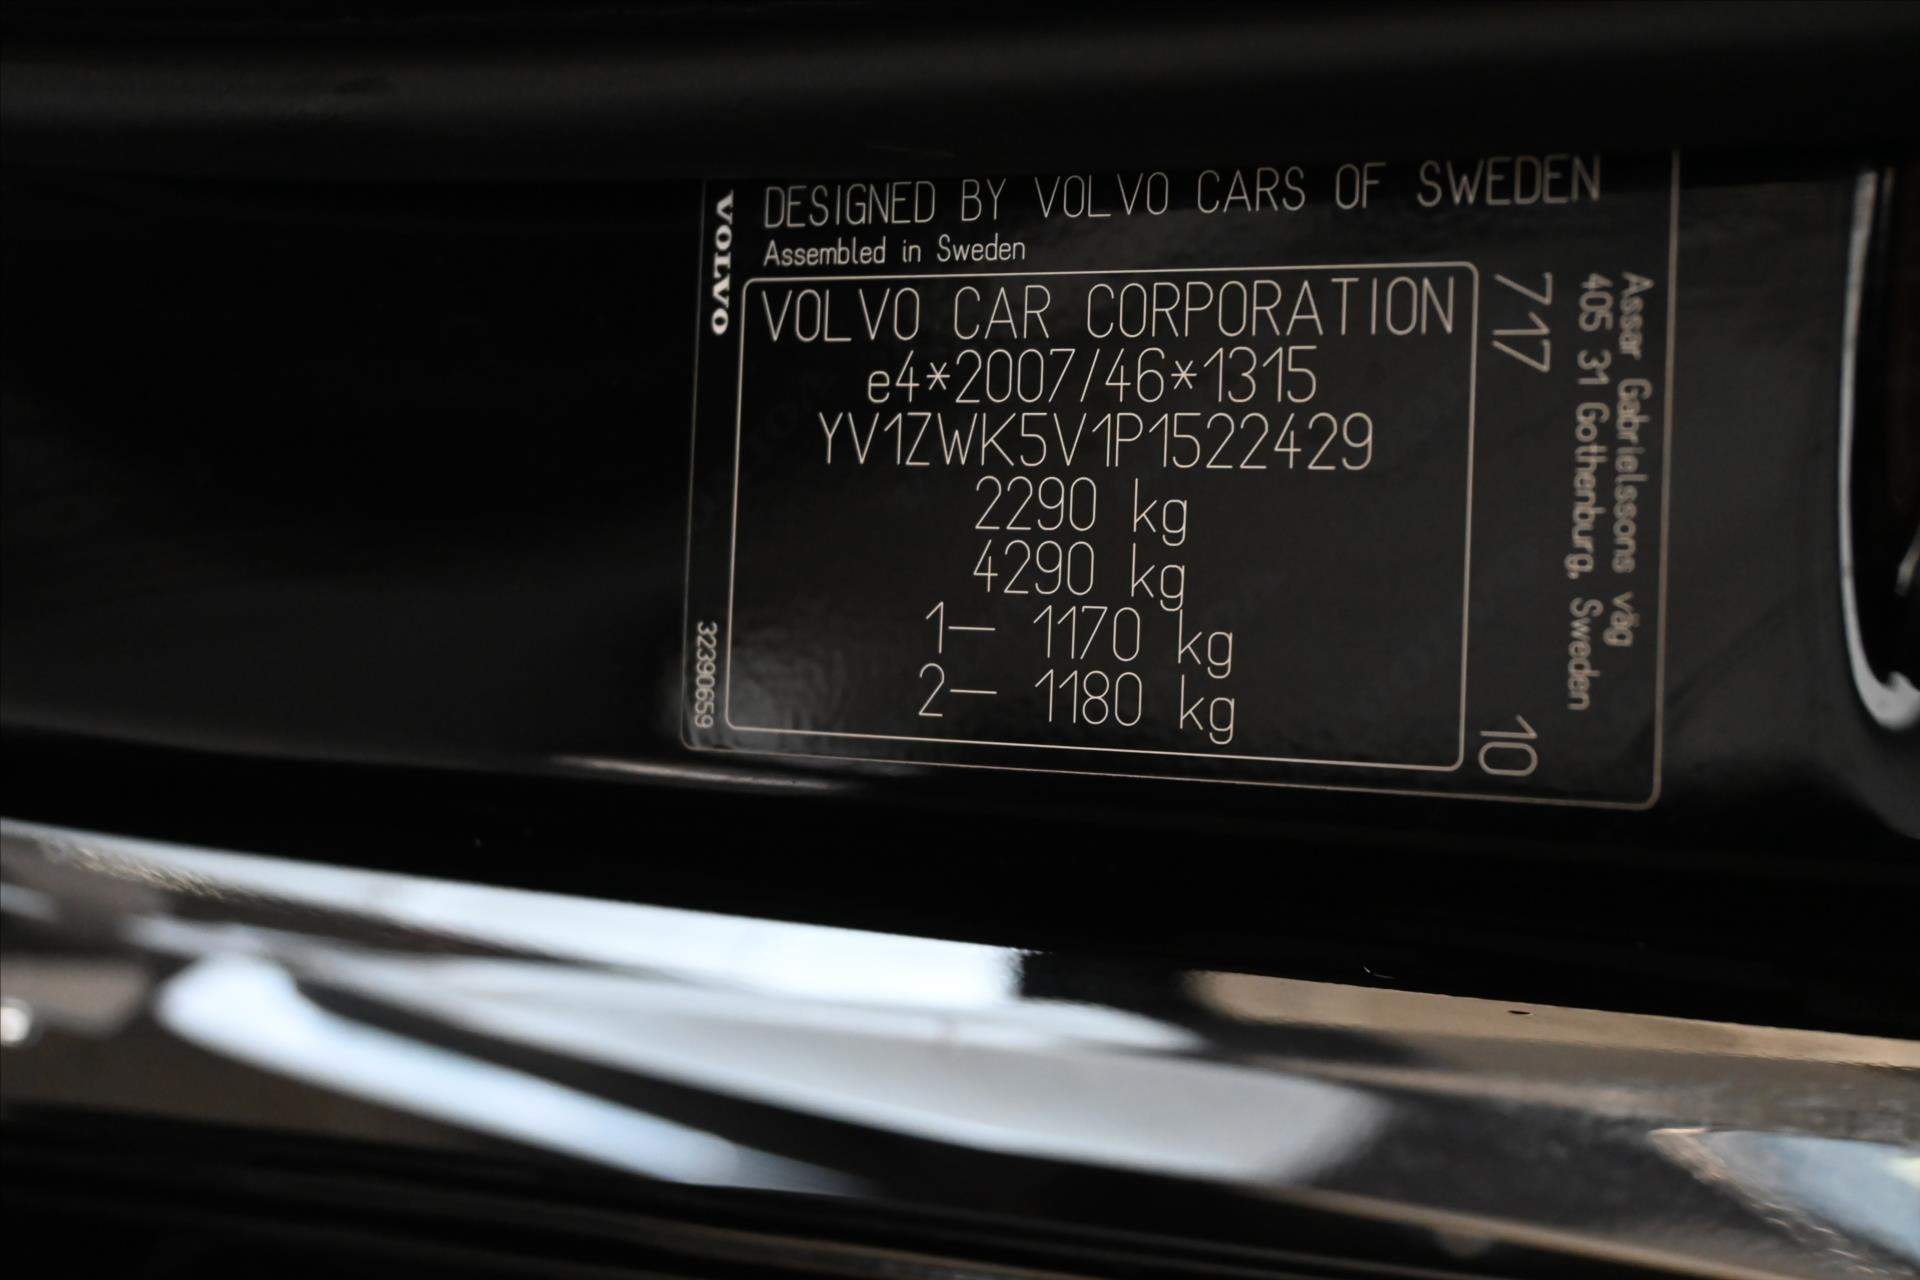 VOLVO
DESIGNED BY VOLVO CARS OF SWEDEN
Assembled in Sweden
VOLVO CAR CORPORATION
e4*2007/46*1315
YV1ZWK5V1P1522429
2290 kg
4290 kg
1– 1170 kg
2– 1180 kg
32390659
717
10
Assar Gabrielssons väg
405 31 Gothenburg, Sweden